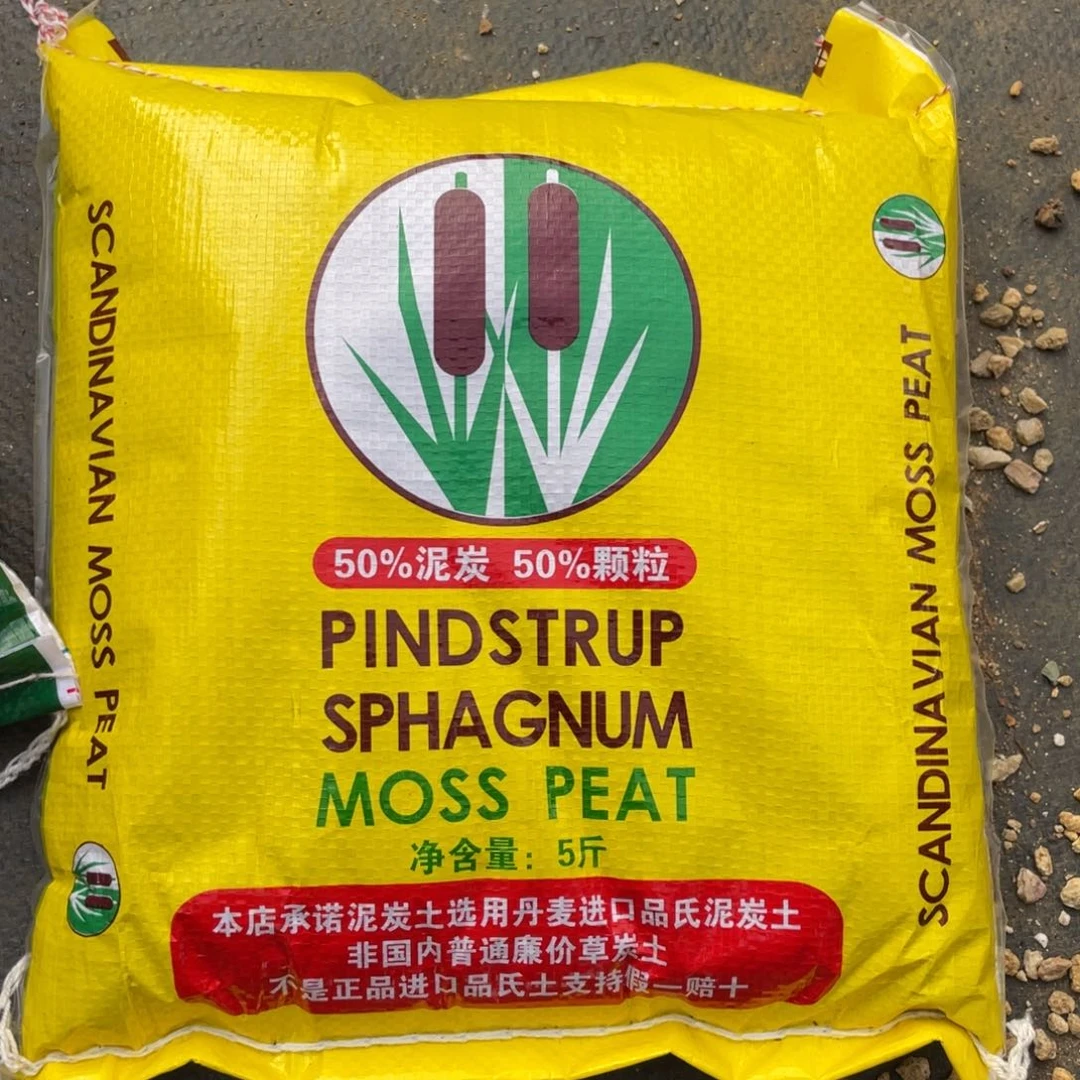 SCANDINAVIAN MOSS PEAT
50%泥炭 50%颗粒
PINDSTRUP
SPHAGNUM
MOSS PEAT
净含量：5斤
本店承诺泥炭土选用丹麦进口品氏泥炭土
非国内普通廉价草炭土
不是正品进口品氏土支持假一赔十
SCANDINAVIAN MOSS PEAT